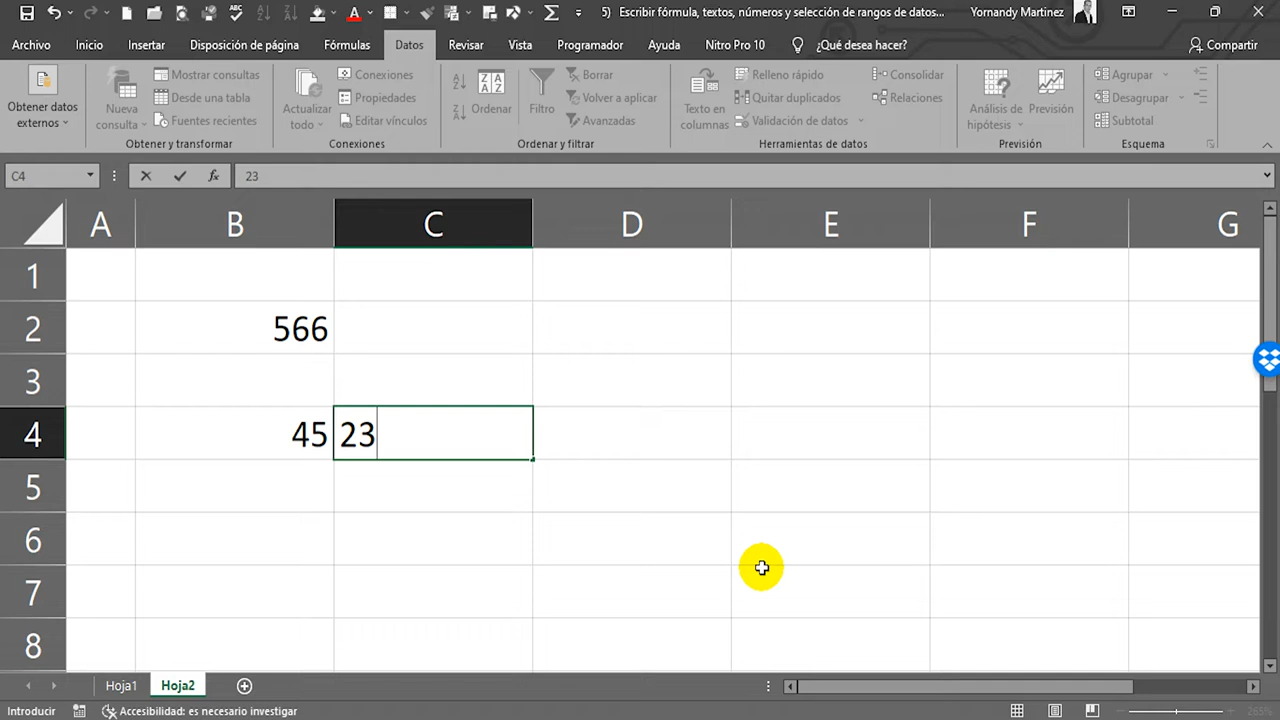 5) Escribir fórmula, textos, números y selección de rangos de datos... Yornandy Martinez
Archivo Inicio Insertar Disposición de página Fórmulas Datos Revisar Vista Programador Ayuda Nitro Pro 10 ¿Qué desea hacer? Compartir
Obtener datos externos
Nueva consulta
Mostrar consultas
Desde una tabla
Fuentes recientes
Obtener y transformar
Actualizar todo
Conexiones
Propiedades
Editar vínculos
Conexiones
Ordenar
Filtro
Borrar
Volver a aplicar
Avanzadas
Ordenar y filtrar
Texto en columnas
Relleno rápido
Quitar duplicados
Validación de datos
Consolidar
Relaciones
Herramientas de datos
Análisis de hipótesis
Previsión
Previsión
Agrupar
Desagrupar
Subtotal
Esquema
C4 fx 23
A B C D E F G
1
2 566
3
4 45 23
5
6
7
8
Hoja1 Hoja2
Introducir Accesibilidad: es necesario investigar 265%